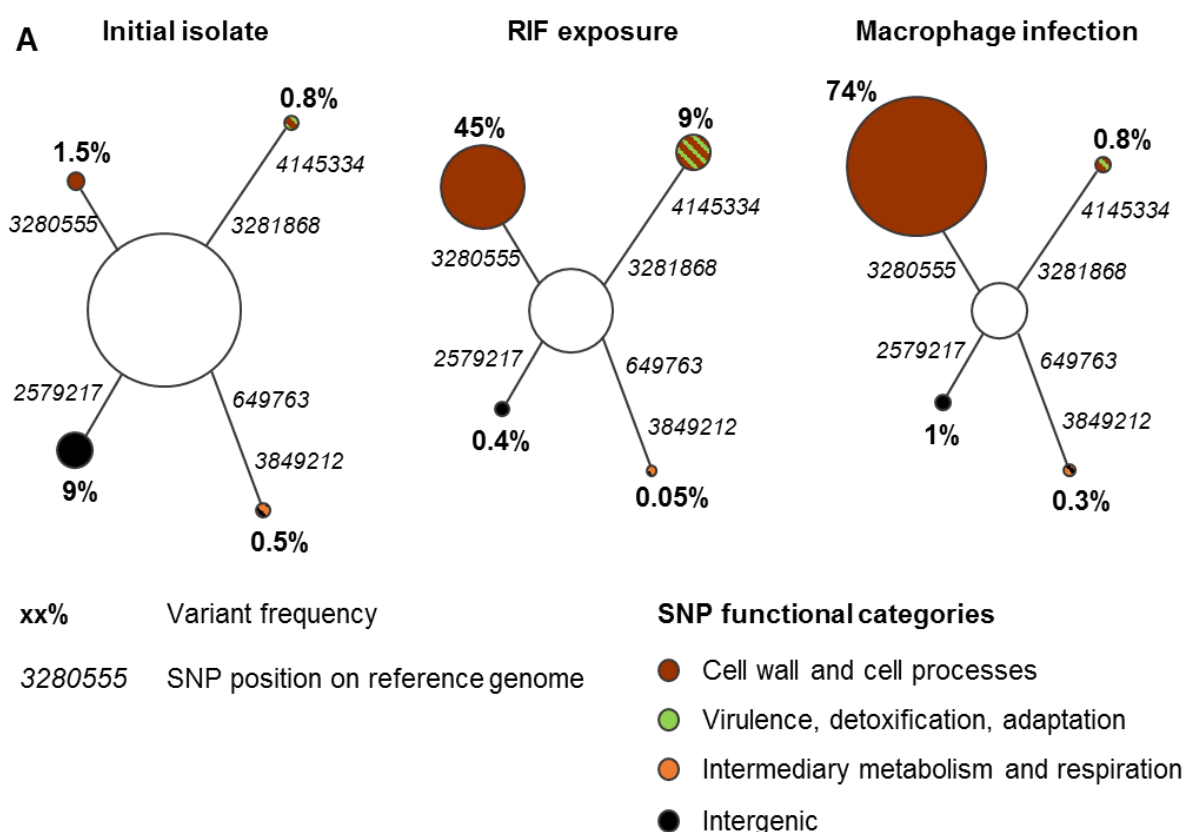 A
Initial isolate
RIF exposure
Macrophage infection
0.8%
1.5%
4145334
3280555
3281868
2579217
649763
3849212
9%
0.5%
45%
9%
4145334
3280555
3281868
2579217
649763
0.4%
3849212
0.05%
74%
0.8%
4145334
3280555
3281868
2579217
649763
1%
3849212
0.3%
xx% Variant frequency
3280555 SNP position on reference genome
SNP functional categories
Cell wall and cell processes
Virulence, detoxification, adaptation
Intermediary metabolism and respiration
Intergenic